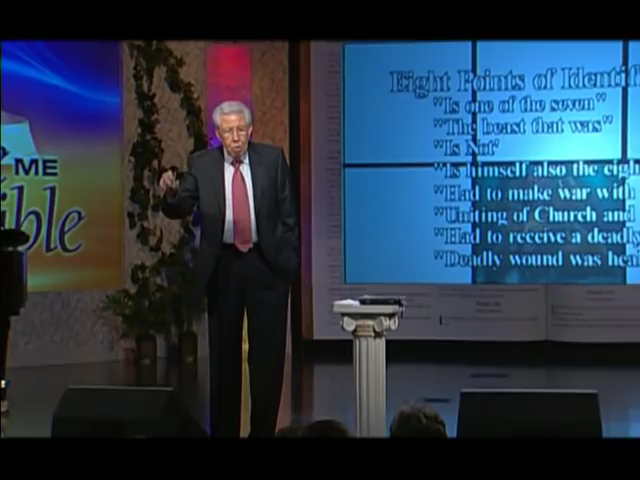 ME
ible
Eight Points of Identif
"Is one of the seven"
"The beast that was"
"Is Not'
"Is himself also the eigh
"Had to make war with
"Uniting of Church and
"Had to receive a deadly
"Deadly wound was heal